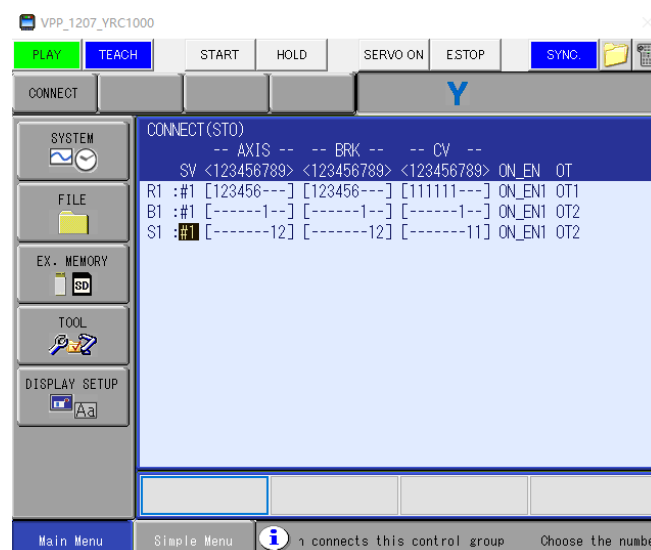 VPP_1207_YRC1000
PLAY TEACH START HOLD SERVO ON E.STOP SYNC.
CONNECT
Y
SYSTEM
FILE
EX. MEMORY
SD
TOOL
DISPLAY SETUP
Aa
CONNECT(STO)
-- AXIS -- -- BRK -- -- CV --
SV <123456789> <123456789> <123456789> ON_EN OT
R1 :#1 [123456---] [123456---] [111111---] ON_EN1 OT1
B1 :#1 [------1--] [------1--] [------1--] ON_EN1 OT2
S1 :#1 [-------12] [-------12] [-------11] ON_EN1 OT2
Main Menu Simple Menu connects this control group Choose the